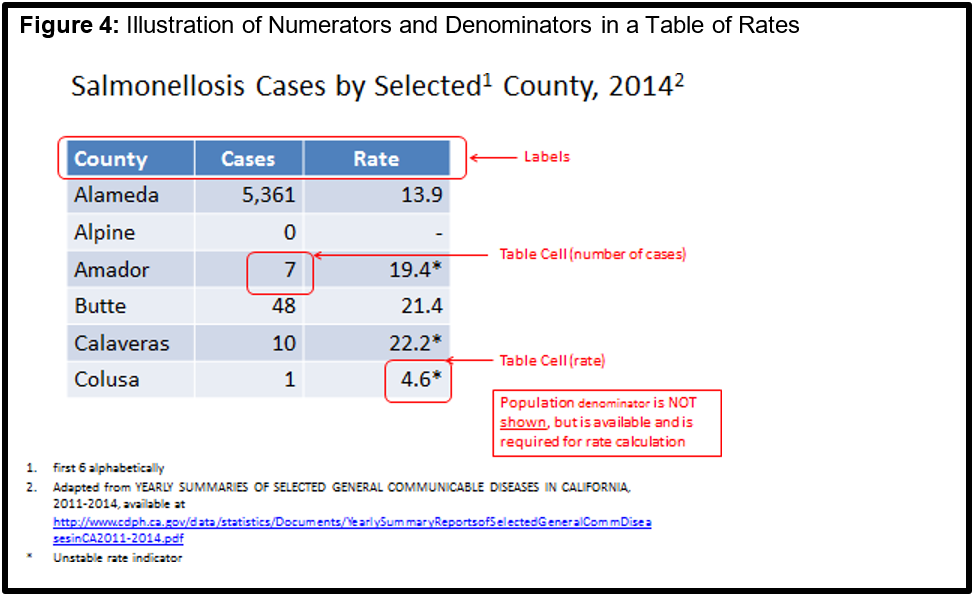 Figure 4: Illustration of Numerators and Denominators in a Table of Rates
Salmonellosis Cases by Selected¹ County, 2014²
County Cases Rate
Labels
Alameda 5,361 13.9
Alpine 0 -
Table Cell (number of cases)
Amador 7 19.4*
Butte 48 21.4
Calaveras 10 22.2*
Table Cell (rate)
Colusa 1 4.6*
Population denominator is NOT
shown, but is available and is
required for rate calculation
1. first 6 alphabetically
2. Adapted from YEARLY SUMMARIES OF SELECTED GENERAL COMMUNICABLE DISEASES IN CALIFORNIA,
2011-2014, available at
http://www.cdph.ca.gov/data/statistics/Documents/YearlySummaryReportsofSelectedGeneralCommDisea
sesinCA2011-2014.pdf
* Unstable rate indicator